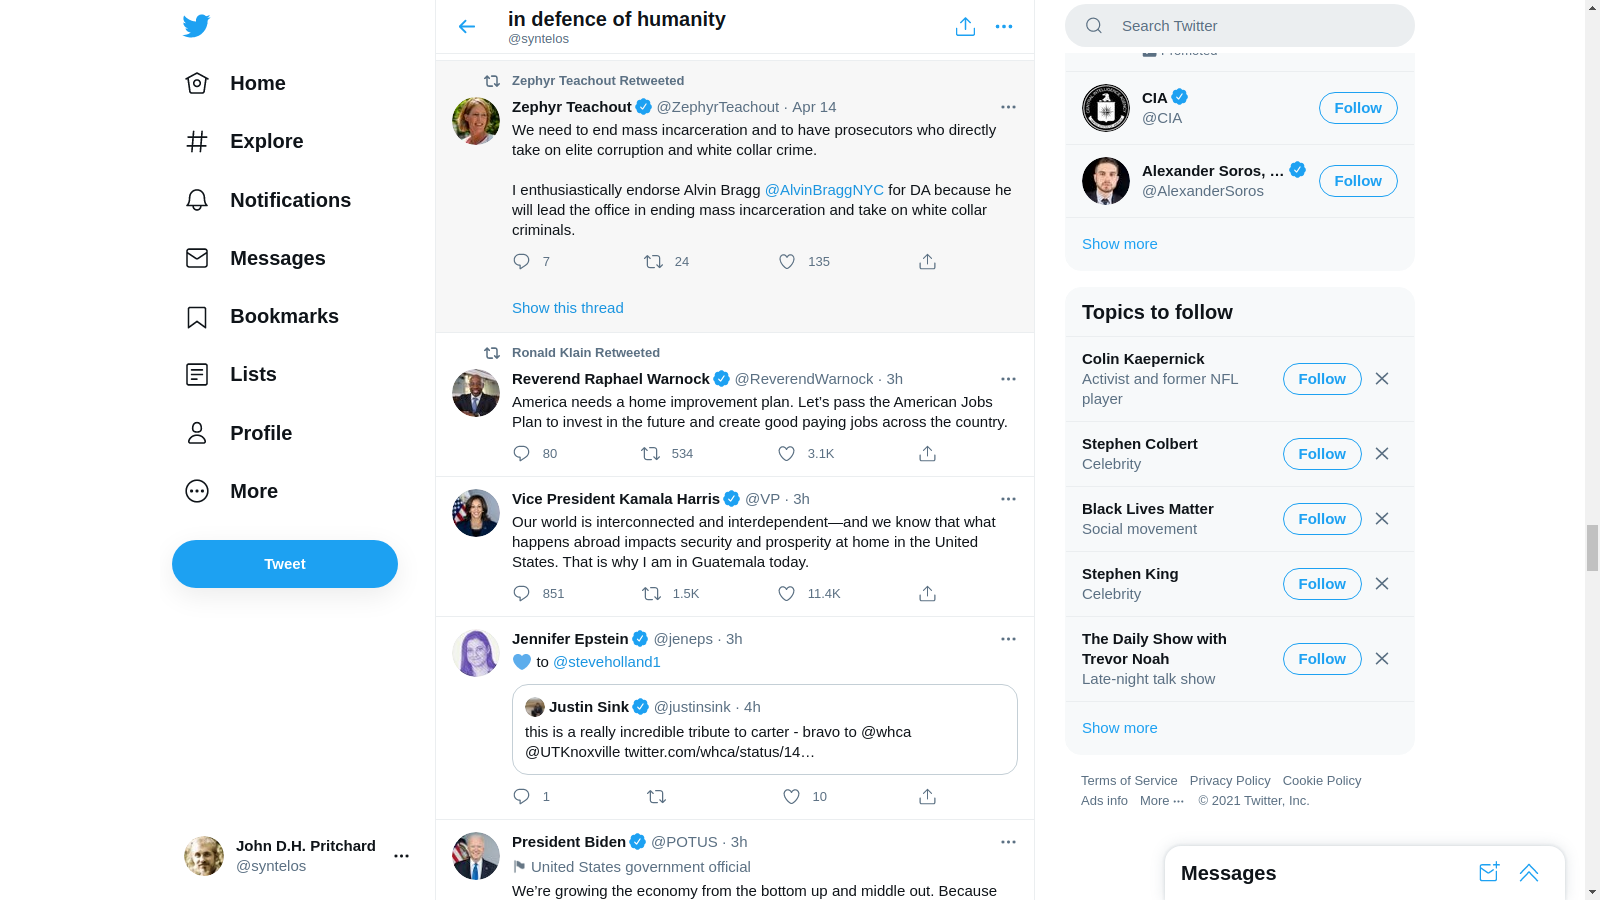 Home
Explore
Notifications
Messages
Bookmarks
Lists
Profile
More
Tweet
John D.H. Pritchard
@syntelos
in defence of humanity
@syntelos
Zephyr Teachout Retweeted
Zephyr Teachout @ZephyrTeachout · Apr 14
We need to end mass incarceration and to have prosecutors who directly
take on elite corruption and white collar crime.
I enthusiastically endorse Alvin Bragg @AlvinBraggNYC for DA because he
will lead the office in ending mass incarceration and take on white collar
criminals.
7 24 135
Show this thread
Ronald Klain Retweeted
Reverend Raphael Warnock @ReverendWarnock · 3h
America needs a home improvement plan. Let’s pass the American Jobs
Plan to invest in the future and create good paying jobs across the country.
80 534 3.1K
Vice President Kamala Harris @VP · 3h
Our world is interconnected and interdependent—and we know that what
happens abroad impacts security and prosperity at home in the United
States. That is why I am in Guatemala today.
851 1.5K 11.4K
Jennifer Epstein @jeneps · 3h
💙 to @steveholland1
Justin Sink @justinsink · 4h
this is a really incredible tribute to carter - bravo to @whca
@UTKnoxville twitter.com/whca/status/14…
1 10
President Biden @POTUS · 3h
United States government official
We’re growing the economy from the bottom up and middle out. Because
Search Twitter
Promoted
CIA
@CIA
Follow
Alexander Soros, …
@AlexanderSoros
Follow
Show more
Topics to follow
Colin Kaepernick
Activist and former NFL
player
Follow
Stephen Colbert
Celebrity
Follow
Black Lives Matter
Social movement
Follow
Stephen King
Celebrity
Follow
The Daily Show with
Trevor Noah
Late-night talk show
Follow
Show more
Terms of Service Privacy Policy Cookie Policy
Ads info More ··· © 2021 Twitter, Inc.
Messages